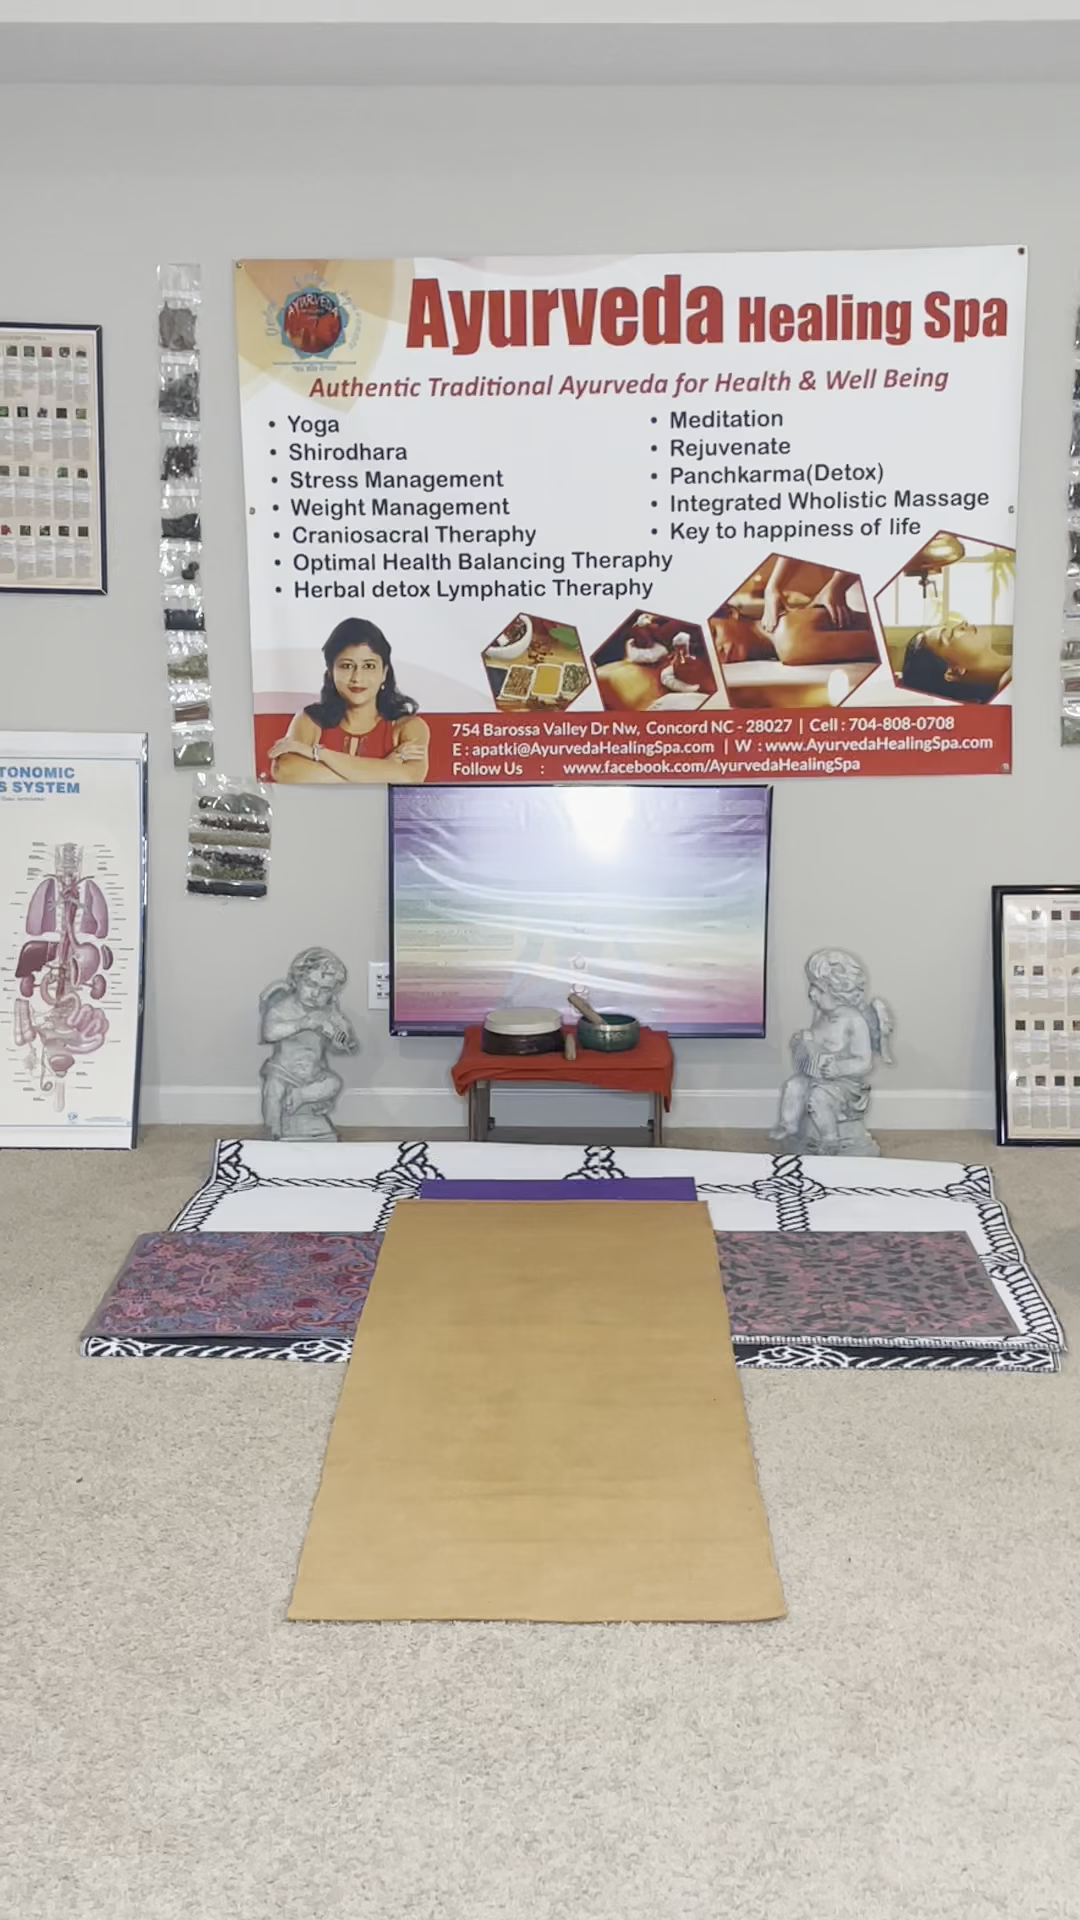 AYURVEDA
Ayurveda Healing Spa
Authentic Traditional Ayurveda for Health & Well Being
• Yoga
• Shirodhara
• Stress Management
• Weight Management
• Craniosacral Theraphy
• Optimal Health Balancing Theraphy
• Herbal detox Lymphatic Theraphy
• Meditation
• Rejuvenate
• Panchkarma(Detox)
• Integrated Wholistic Massage
• Key to happiness of life
754 Barossa Valley Dr Nw, Concord NC - 28027 | Cell : 704-808-0708
E : apatki@AyurvedaHealingSpa.com | W : www.AyurvedaHealingSpa.com
Follow Us : www.facebook.com/AyurvedaHealingSpa
TONOMIC
S SYSTEM